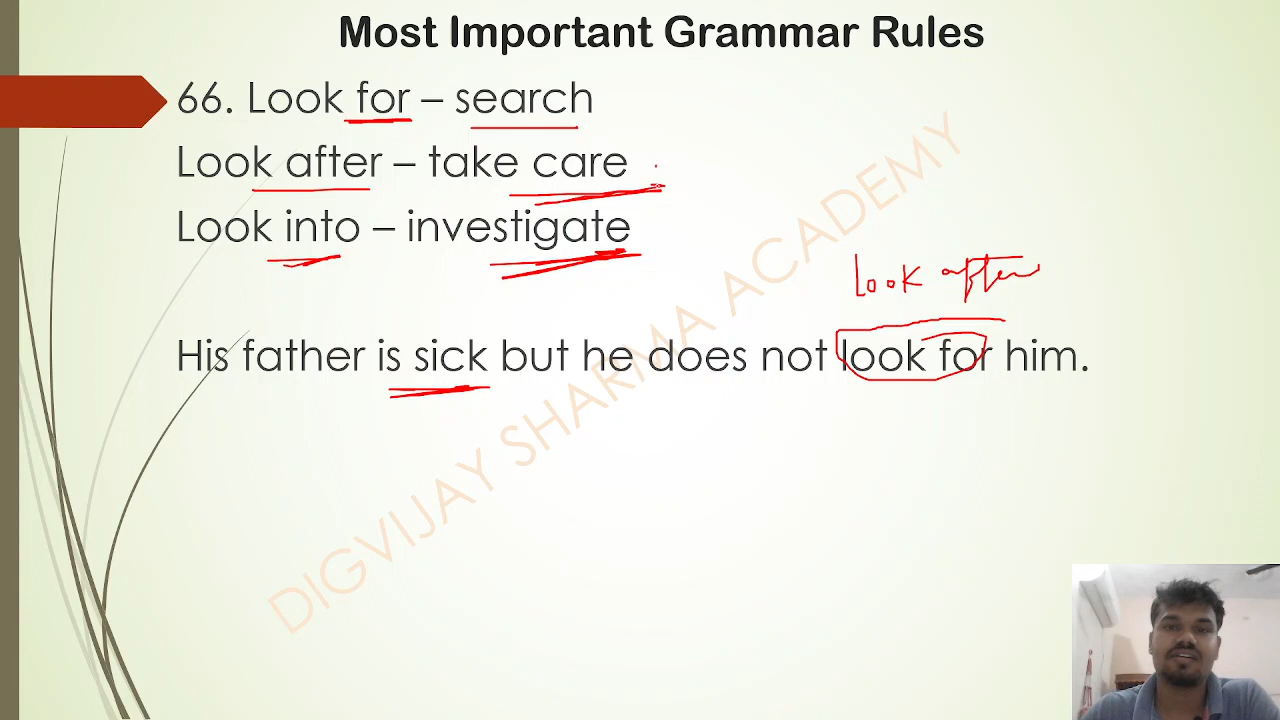 Most Important Grammar Rules
66. Look for – search
Look after – take care
Look into – investigate
look after
His father is sick but he does not look for him.
DIGVIJAY SHARMA ACADEMY